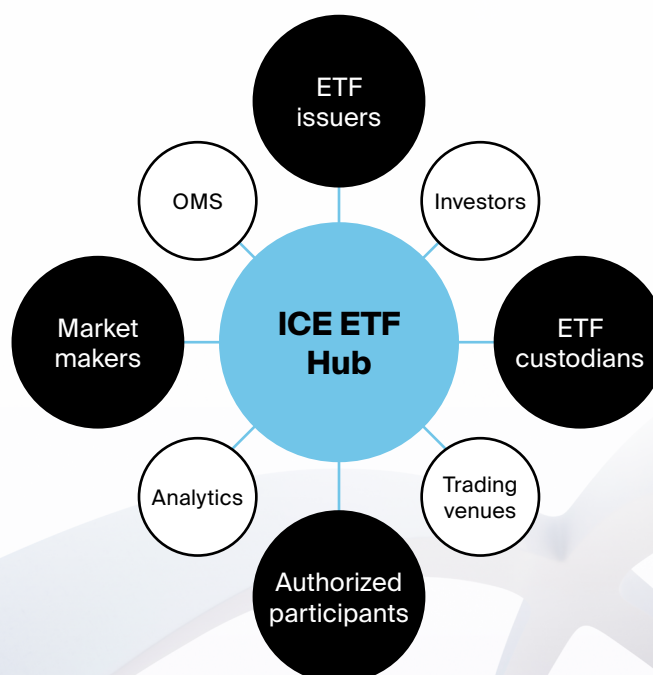 ETF
issuers
OMS
Investors
ICE ETF
Hub
Market
makers
ETF
custodians
Analytics
Trading
venues
Authorized
participants